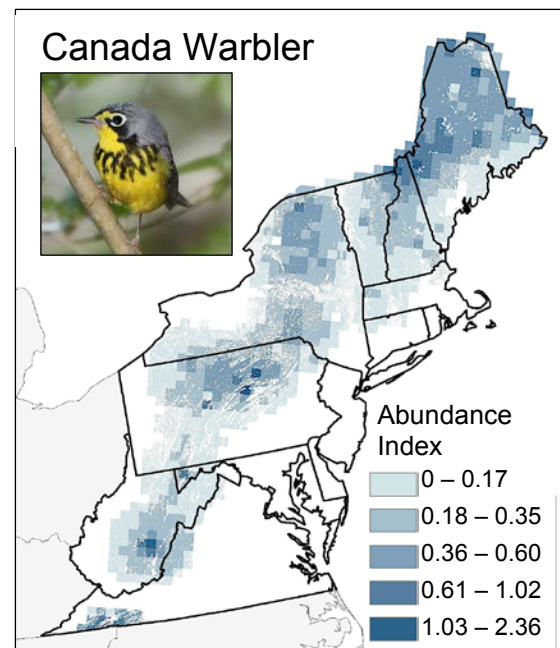 Canada Warbler
Abundance
Index
0 – 0.17
0.18 – 0.35
0.36 – 0.60
0.61 – 1.02
1.03 – 2.36